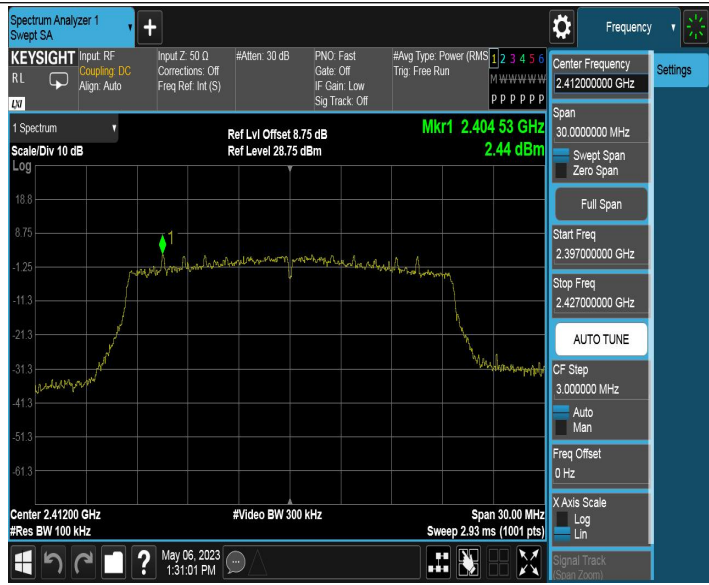 Spectrum Analyzer 1
Swept SA
Frequency
KEYSIGHT
RL
LXI
Input: RF
Coupling: DC
Align: Auto
Input Z: 50 Ω
Corrections: Off
Freq Ref: Int (S)
#Atten: 30 dB
PNO: Fast
Gate: Off
IF Gain: Low
Sig Track: Off
#Avg Type: Power (RMS
Trig: Free Run
1 2 3 4 5 6
M W W W W W
P P P P P P
Center Frequency
2.412000000 GHz
Settings
Span
30.0000000 MHz
Swept Span
Zero Span
Full Span
Start Freq
2.397000000 GHz
Stop Freq
2.427000000 GHz
AUTO TUNE
CF Step
3.000000 MHz
Auto
Man
Freq Offset
0 Hz
X Axis Scale
Log
Lin
Signal Track
(Span Zoom)
1 Spectrum
Scale/Div 10 dB
Log
Ref Lvl Offset 8.75 dB
Ref Level 28.75 dBm
Mkr1 2.404 53 GHz
2.44 dBm
18.8
8.75
-1.25
-11.3
-21.3
-31.3
-41.3
-51.3
-61.3
1
Center 2.41200 GHz
#Res BW 100 kHz
#Video BW 300 kHz
Span 30.00 MHz
Sweep 2.93 ms (1001 pts)
?
May 06, 2023
1:31:01 PM